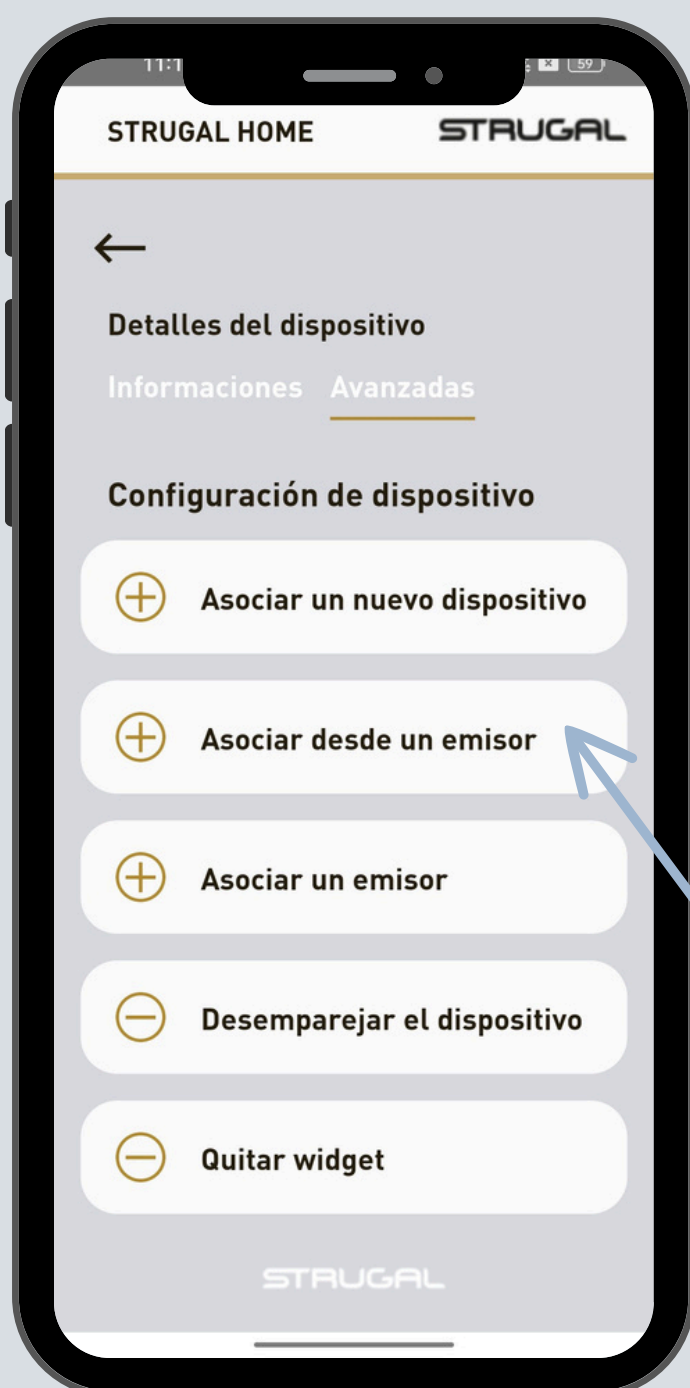 59
STRUGAL HOME
STRUGAL
Detalles del dispositivo
Informaciones Avanzadas
Configuración de dispositivo
Asociar un nuevo dispositivo
Asociar desde un emisor
Asociar un emisor
Desemparejar el dispositivo
Quitar widget
STRUGAL